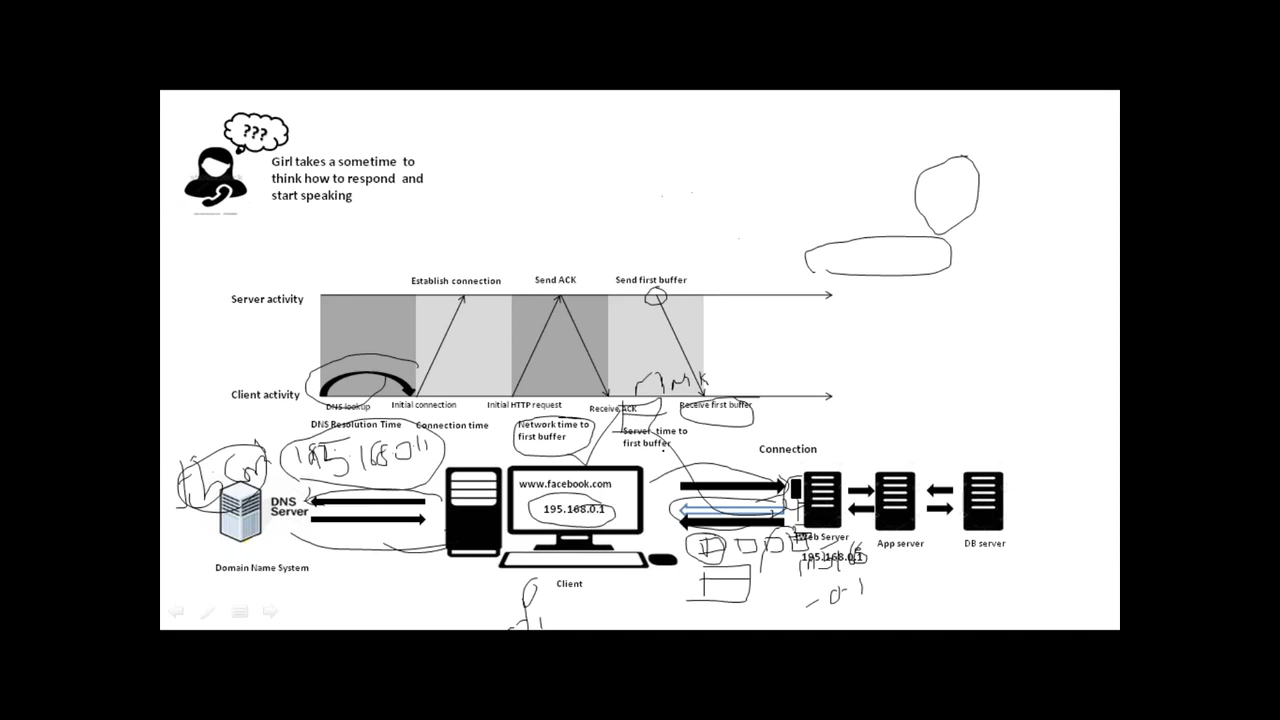 ???
Girl takes a sometime to
think how to respond and
start speaking
Establish connection
Send ACK
Send first buffer
Server activity
Client activity
DNS lookup
Initial connection
Initial HTTP request
Receive ACK
Receive first buffer
DNS Resolution Time
Connection time
Network time to
first buffer
Server time to
first buffer
Connection
www.facebook.com
195.168.0.1
DNS
Server
Web Server
195.168.0.1
App server
DB server
Domain Name System
Client